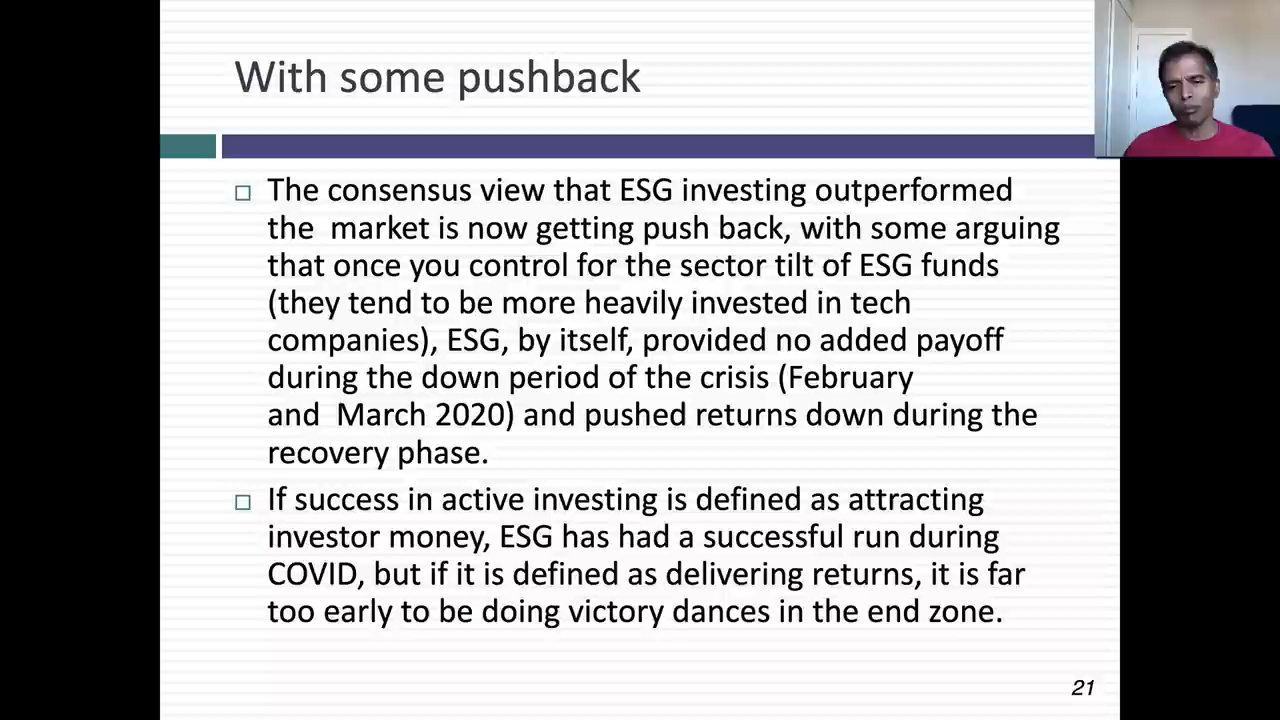 With some pushback
The consensus view that ESG investing outperformed
the  market is now getting push back, with some arguing
that once you control for the sector tilt of ESG funds
(they tend to be more heavily invested in tech
companies), ESG, by itself, provided no added payoff
during the down period of the crisis (February
and  March 2020) and pushed returns down during the
recovery phase.
If success in active investing is defined as attracting
investor money, ESG has had a successful run during
COVID, but if it is defined as delivering returns, it is far
too early to be doing victory dances in the end zone.
21